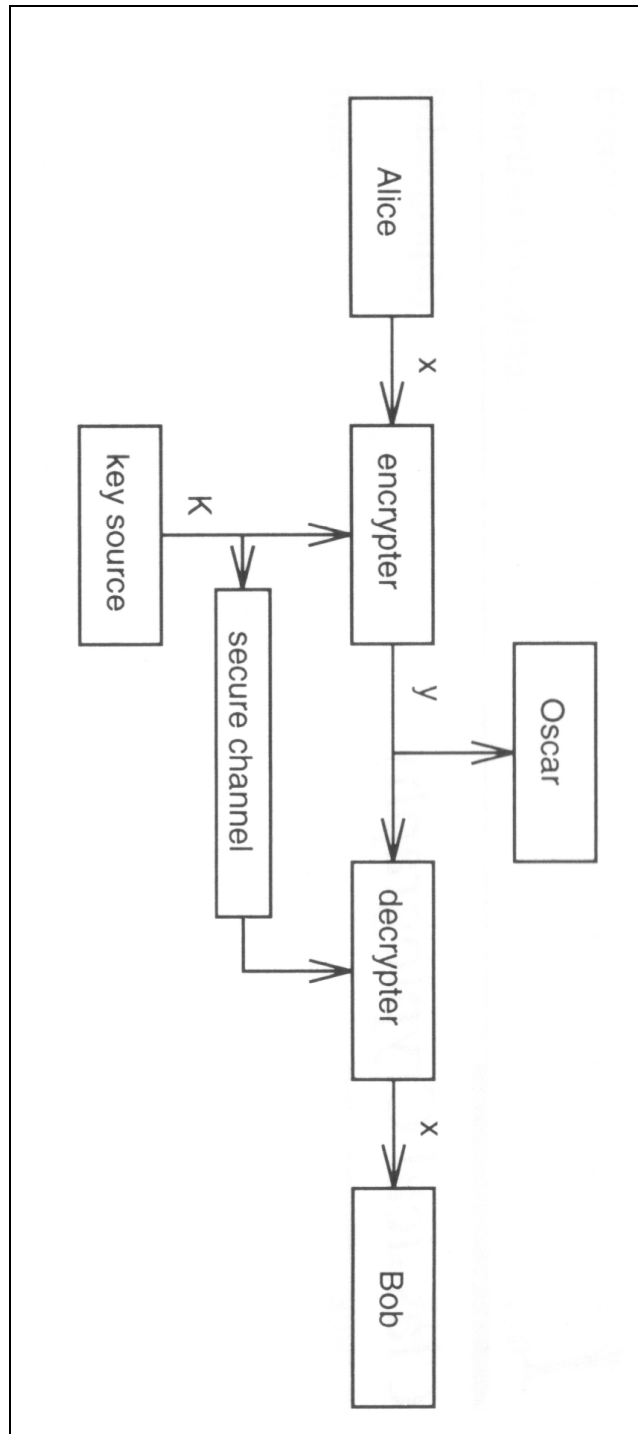 Oscar
Alice
x
encrypter
y
decrypter
x
Bob
K
secure channel
key source